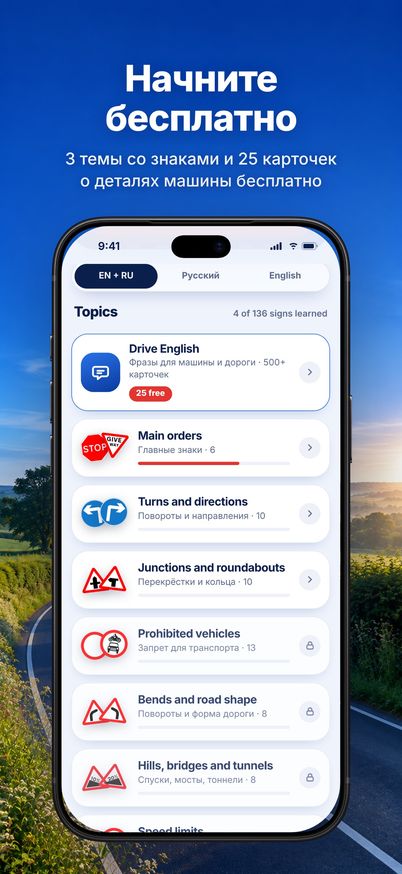 Начните
бесплатно
3 темы со знаками и 25 карточек
о деталях машины бесплатно
9:41
EN + RU
Русский
English
Topics
4 of 136 signs learned
Drive English
Фразы для машины и дороги · 500+
карточек
25 free
STOP
GIVE
WAY
Main orders
Главные знаки · 6
Turns and directions
Повороты и направления · 10
Junctions and roundabouts
Перекрёстки и кольца · 10
Prohibited vehicles
Запрет для транспорта · 13
Bends and road shape
Повороты и форма дороги · 8
Hills, bridges and tunnels
Спуски, мосты, тоннели · 8
Speed limits